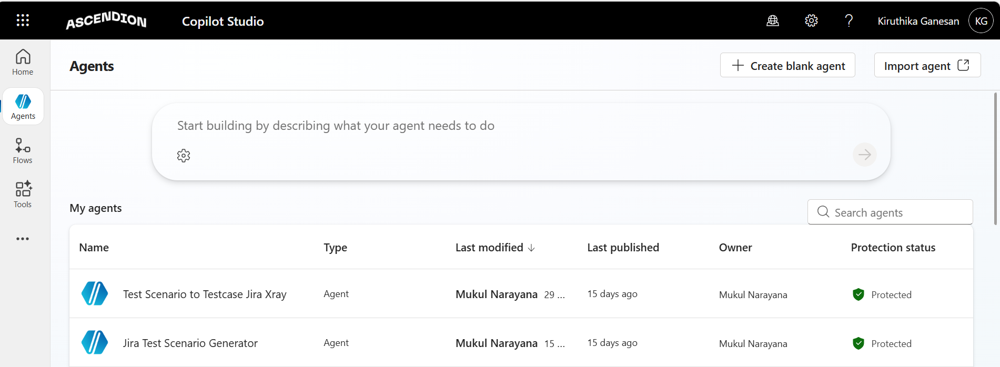 ASCENDION
Copilot Studio
Kiruthika Ganesan
KG
Home
Agents
Flows
Tools
Agents
Create blank agent
Import agent
Start building by describing what your agent needs to do
My agents
Search agents
Name Type Last modified ↓ Last published Owner Protection status
Test Scenario to Testcase Jira Xray Agent Mukul Narayana 29 ... 15 days ago Mukul Narayana Protected
Jira Test Scenario Generator Agent Mukul Narayana 15 ... 15 days ago Mukul Narayana Protected